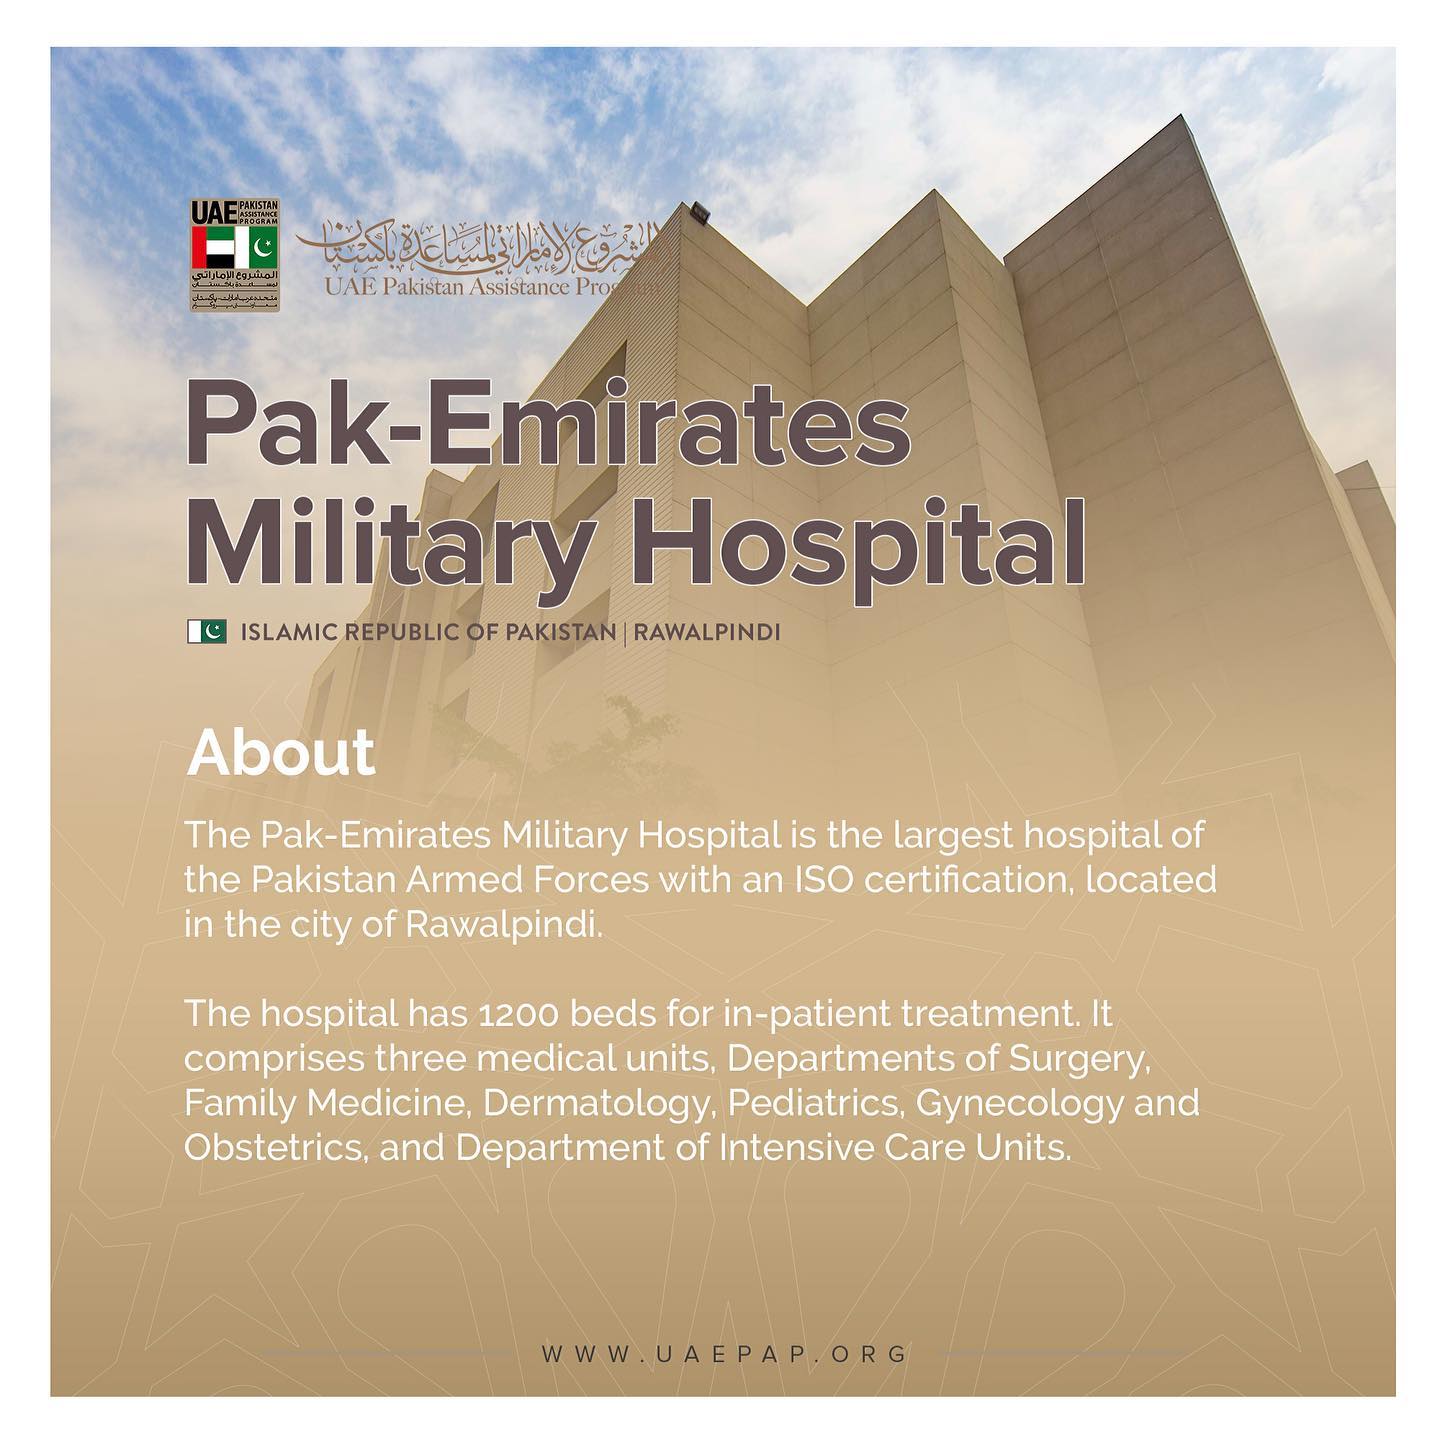 UAE PAKISTAN
ASSISTANCE
PROGRAM
المشروع الإماراتي
لمساعدة باكستان
المشروع الإماراتي لمساعدة باكستان
UAE Pakistan Assistance Program
Pak-Emirates
Military Hospital
ISLAMIC REPUBLIC OF PAKISTAN | RAWALPINDI
About
The Pak-Emirates Military Hospital is the largest hospital of
the Pakistan Armed Forces with an ISO certification, located
in the city of Rawalpindi.
The hospital has 1200 beds for in-patient treatment. It
comprises three medical units, Departments of Surgery,
Family Medicine, Dermatology, Pediatrics, Gynecology and
Obstetrics, and Department of Intensive Care Units.
WWW.UAEPAP.ORG